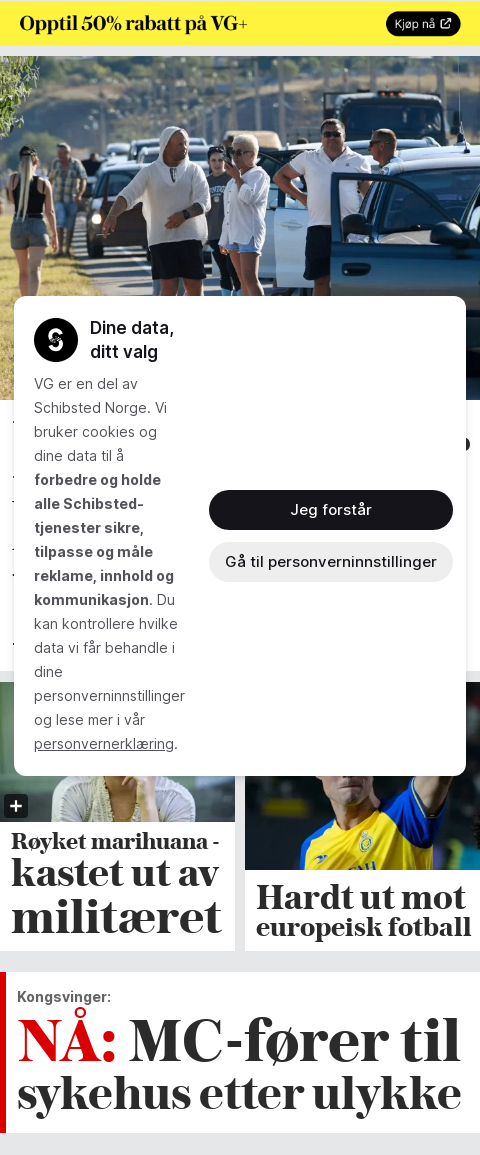 Opptil 50% rabatt på VG+
Kjøp nå
Dine data,
ditt valg
VG er en del av
Schibsted Norge. Vi
bruker cookies og
dine data til å
forbedre og holde
alle Schibsted-
tjenester sikre,
tilpasse og måle
reklame, innhold og
kommunikasjon. Du
kan kontrollere hvilke
data vi får behandle i
dine
personverninnstillinger
og lese mer i vår
personvernerklæring.
Jeg forstår
Gå til personverninnstillinger
Røyket marihuana -
kastet ut av
militæret
Hardt ut mot
europeisk fotball
Kongsvinger:
NÅ: MC-fører til
sykehus etter ulykke